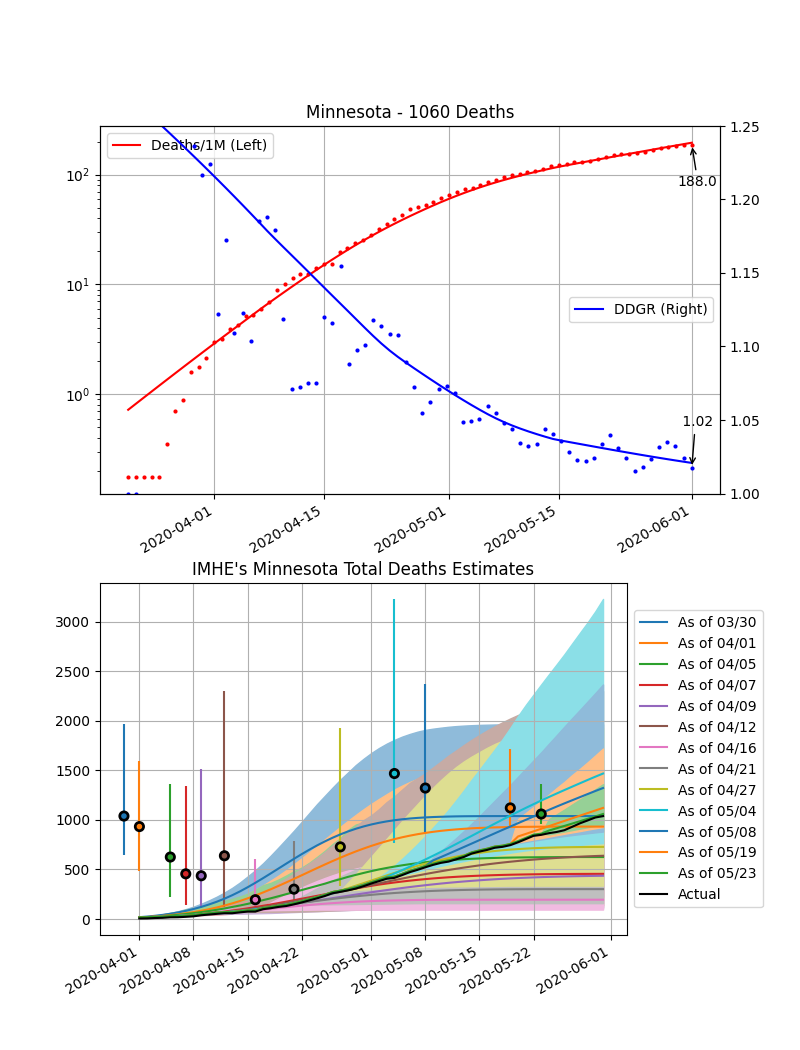 Minnesota - 1060 Deaths
Deaths/1M (Left)
DDGR (Right)
188.0
1.02
10²
10¹
10⁰
1.25
1.20
1.15
1.10
1.05
1.00
2020-04-01
2020-04-15
2020-05-01
2020-05-15
2020-06-01
IMHE's Minnesota Total Deaths Estimates
3000
2500
2000
1500
1000
500
0
2020-04-01
2020-04-08
2020-04-15
2020-04-22
2020-05-01
2020-05-08
2020-05-15
2020-05-22
2020-06-01
As of 03/30
As of 04/01
As of 04/05
As of 04/07
As of 04/09
As of 04/12
As of 04/16
As of 04/21
As of 04/27
As of 05/04
As of 05/08
As of 05/19
As of 05/23
Actual